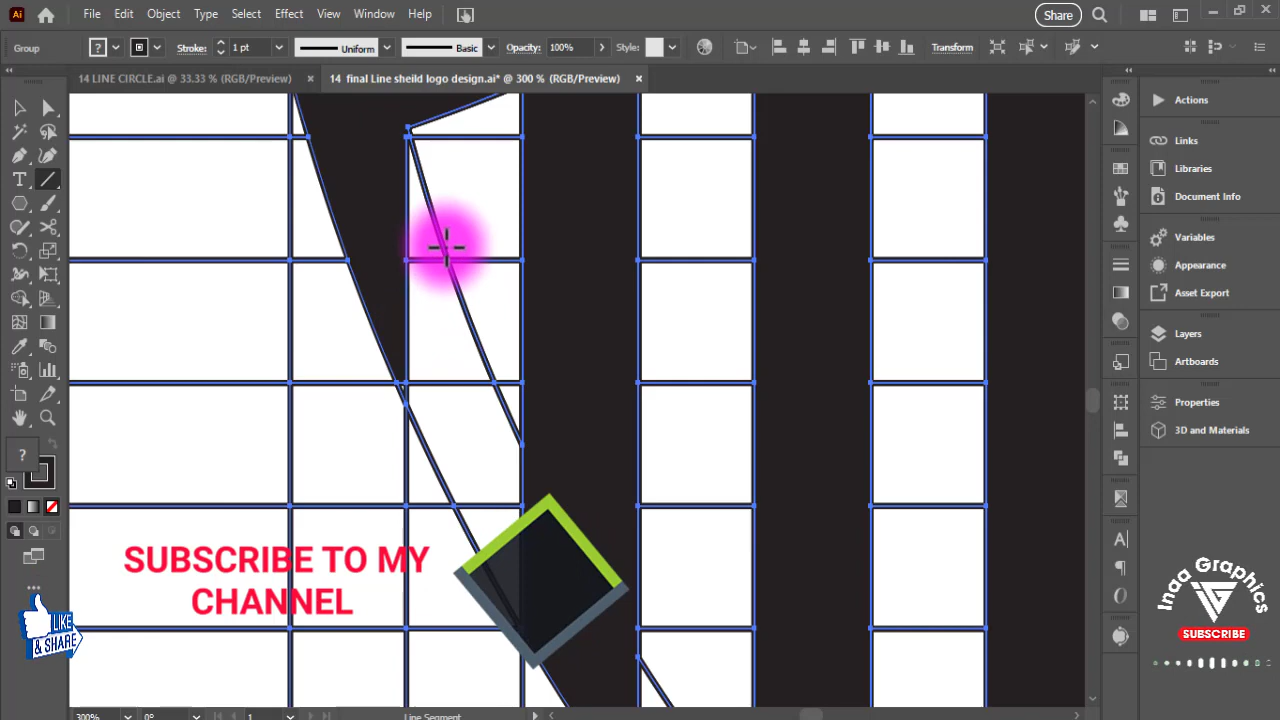 Ai
File Edit Object Type Select Effect View Window Help
Share
Group
?
Stroke: 1 pt Uniform Basic Opacity: 100% Style: Transform
14 LINE CIRCLE.ai @ 33.33 % (RGB/Preview) × 14 final Line sheild logo design.ai* @ 300 % (RGB/Preview) ×
Actions
Links
Libraries
Document Info
Variables
Appearance
Asset Export
Layers
Artboards
Properties
3D and Materials
?
SUBSCRIBE TO MY
CHANNEL
LIKE
& SHARE
Inaa Graphics
SUBSCRIBE
300% 0° 1 Line Segment